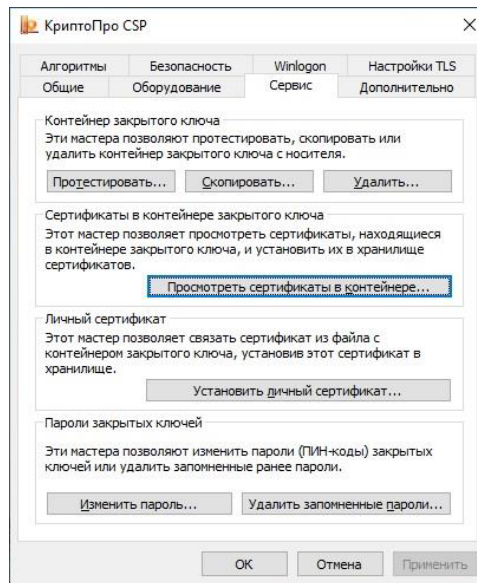 КриптоПро CSP
Алгоритмы Безопасность Winlogon Настройки TLS
Общие Оборудование Сервис Дополнительно
Контейнер закрытого ключа
Эти мастера позволяют протестировать, скопировать или
удалить контейнер закрытого ключа с носителя.
Протестировать... Скопировать... Удалить...
Сертификаты в контейнере закрытого ключа
Этот мастер позволяет просмотреть сертификаты, находящиеся
в контейнере закрытого ключа, и установить их в хранилище
сертификатов.
Просмотреть сертификаты в контейнере...
Личный сертификат
Этот мастер позволяет связать сертификат из файла с
контейнером закрытого ключа, установив этот сертификат в
хранилище.
Установить личный сертификат...
Пароли закрытых ключей
Эти мастера позволяют изменить пароли (ПИН-коды) закрытых
ключей или удалить запомненные ранее пароли.
Изменить пароль... Удалить запомненные пароли...
ОК Отмена Применить